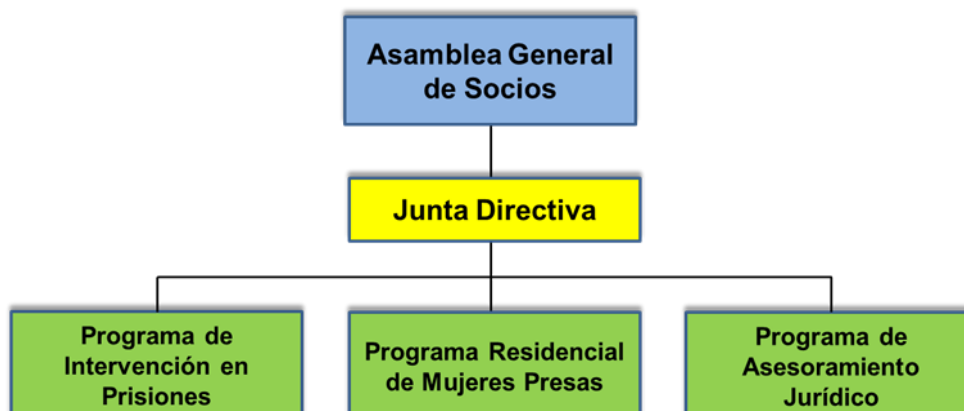 Asamblea General
de Socios
Junta Directiva
Programa de
Intervención en
Prisiones
Programa Residencial
de Mujeres Presas
Programa de
Asesoramiento
Jurídico